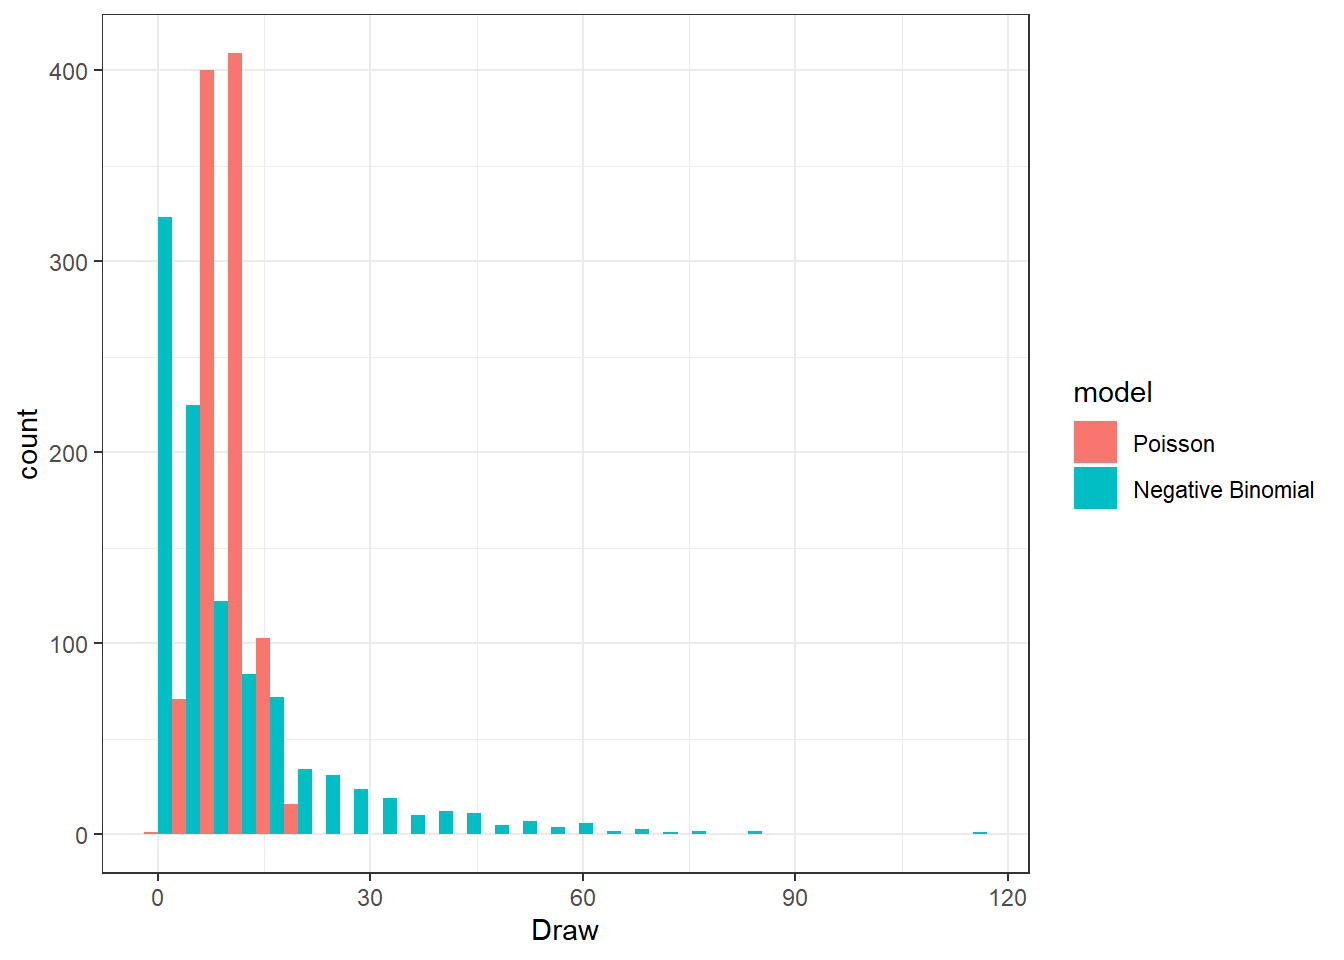 400
300
200
100
0
count
0 30 60 90 120
Draw
model
Poisson
Negative Binomial